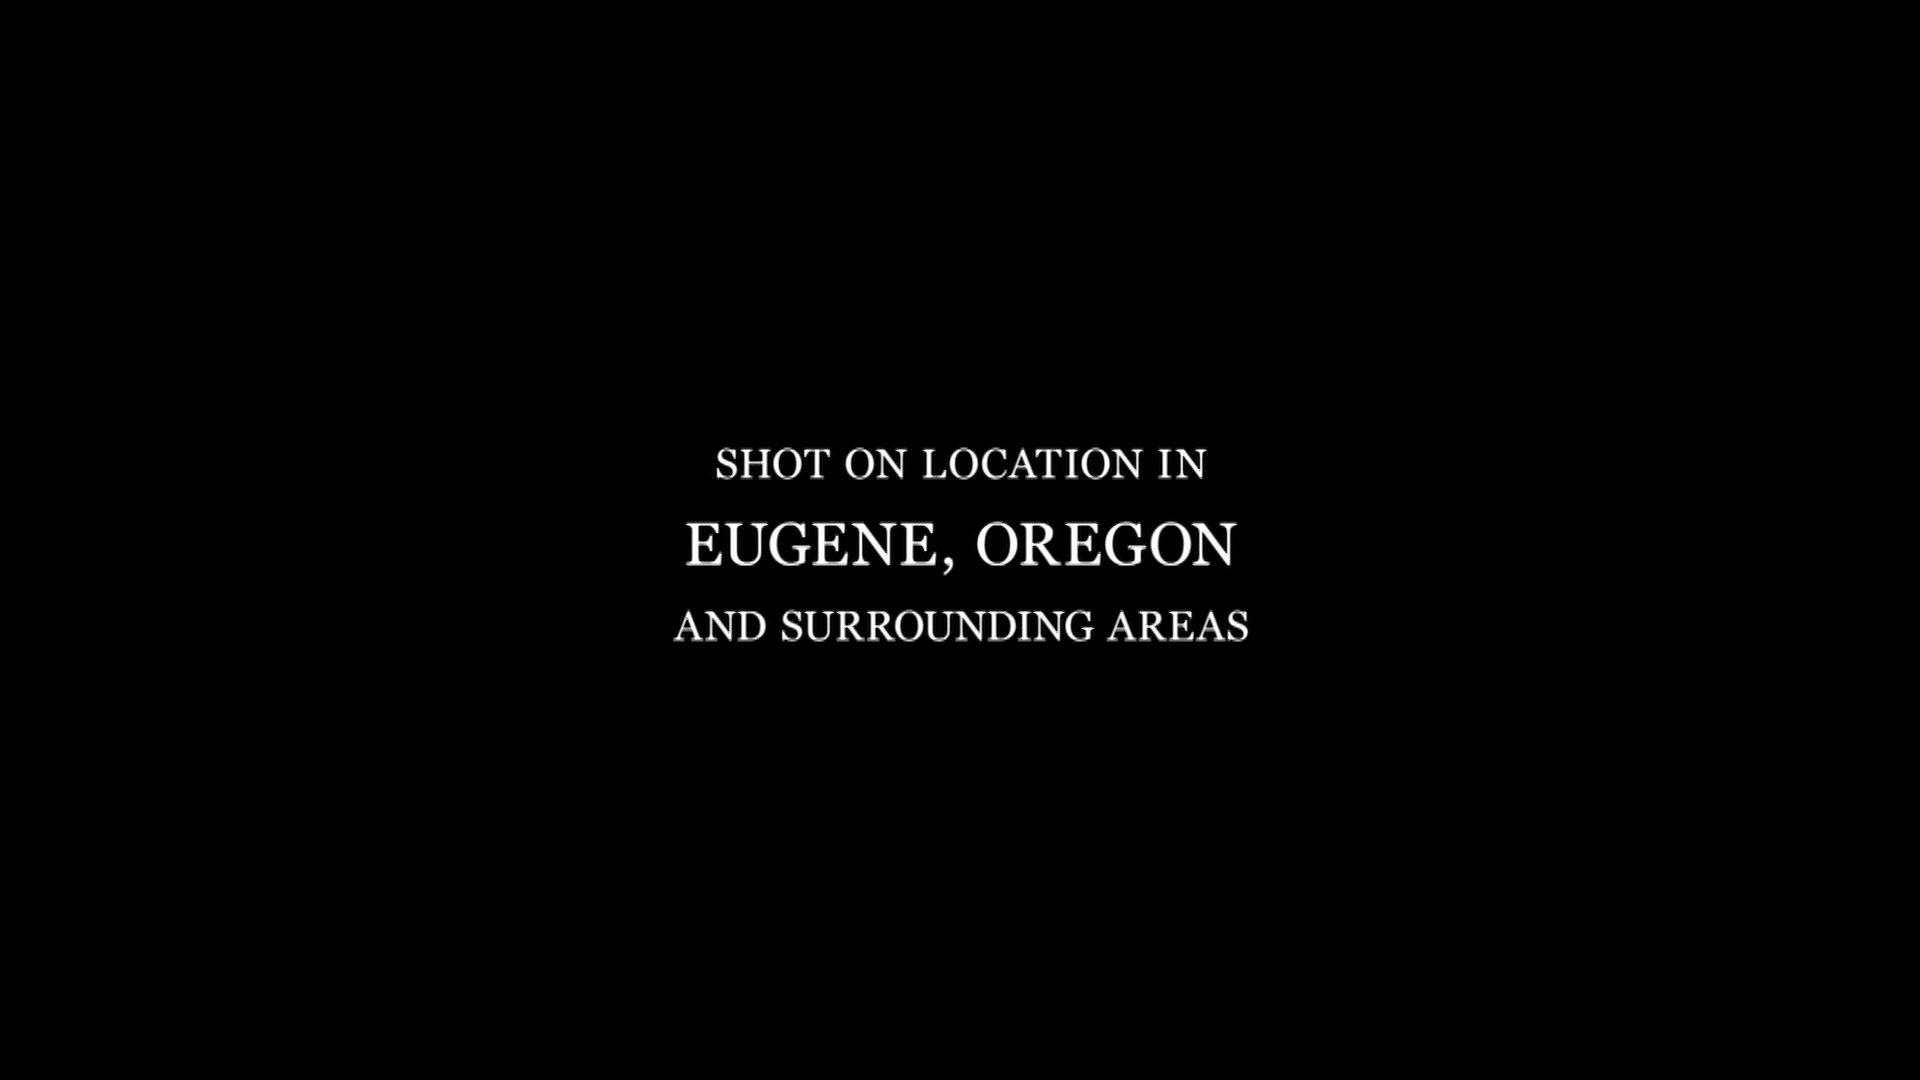 SHOT ON LOCATION IN
EUGENE, OREGON
AND SURROUNDING AREAS